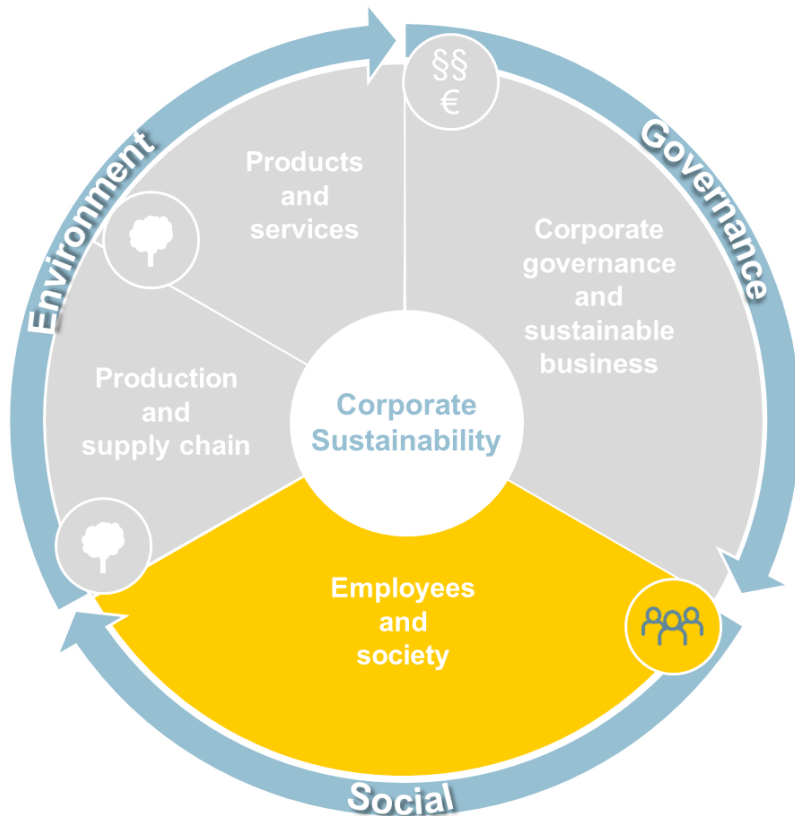 §§
€
Governance
Environment
Products
and
services
Corporate
governance
and
sustainable
business
Production
and
supply chain
Corporate
Sustainability
Employees
and
society
Social